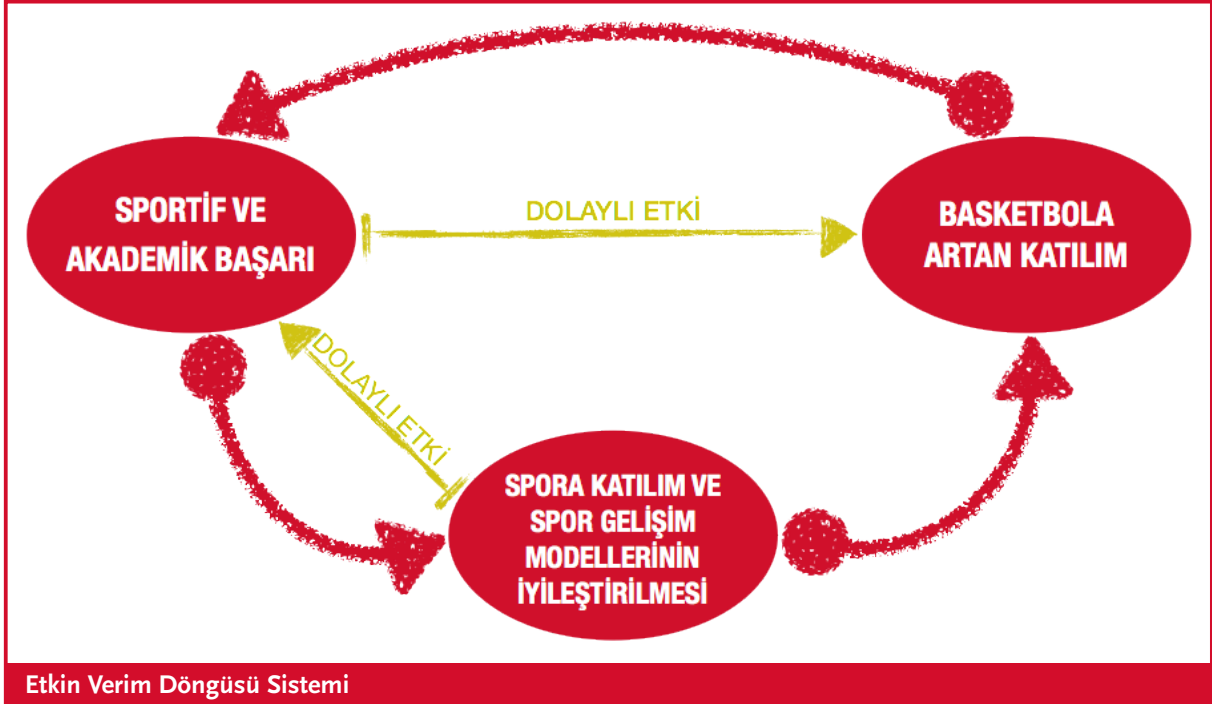 SPORTİF VE
AKADEMİK BAŞARI
DOLAYLI ETKİ
BASKETBOLA
ARTAN KATILIM
DOLAYLI ETKİ
SPORA KATILIM VE
SPOR GELİŞİM
MODELLERİNİN
İYİLEŞTİRİLMESİ
Etkin Verim Döngüsü Sistemi